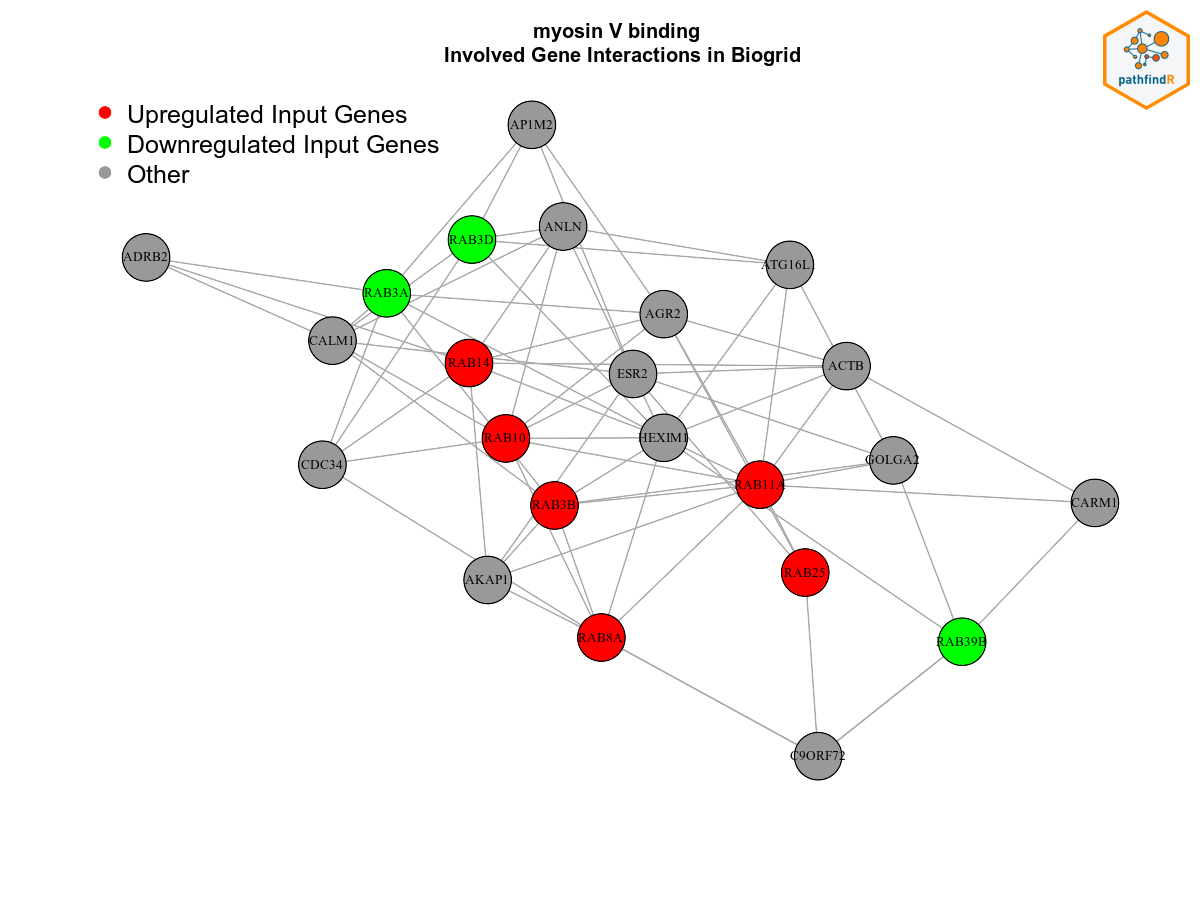 myosin V binding
Involved Gene Interactions in Biogrid
pathfindR
Upregulated Input Genes
Downregulated Input Genes
Other
AP1M2
ANLN
RAB3D
ADRB2
ATG16L1
RAB3A
AGR2
CALM1
RAB14
ESR2
ACTB
RAB10
HEXIM1
CDC34
GOLGA2
RAB11A
RAB3B
CARM1
RAB25
AKAP1
RAB8A
RAB39B
C9ORF72